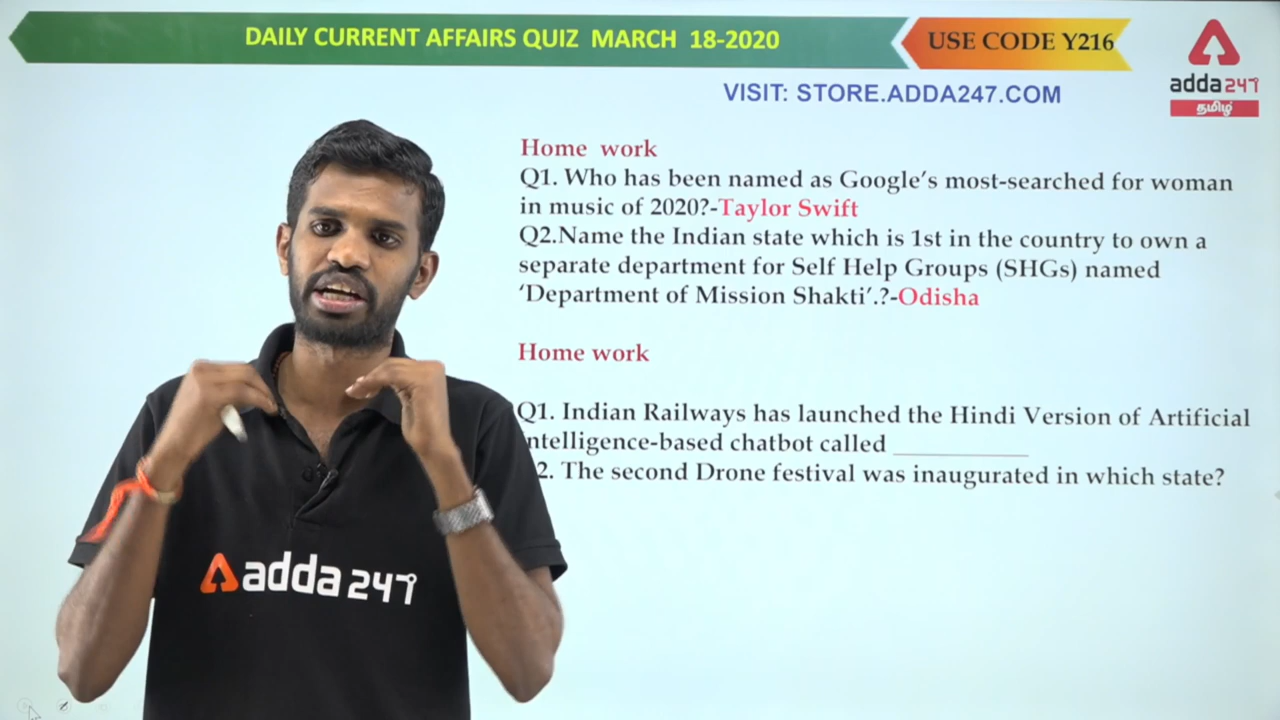 DAILY CURRENT AFFAIRS QUIZ MARCH 18-2020
USE CODE Y216
adda247
தமிழ்
VISIT: STORE.ADDA247.COM
Home work
Q1. Who has been named as Google's most-searched for woman
in music of 2020?-Taylor Swift
Q2.Name the Indian state which is 1st in the country to own a
separate department for Self Help Groups (SHGs) named
'Department of Mission Shakti'.?-Odisha
Home work
Q1. Indian Railways has launched the Hindi Version of Artificial
ntelligence-based chatbot called ____________
2. The second Drone festival was inaugurated in which state?
adda247